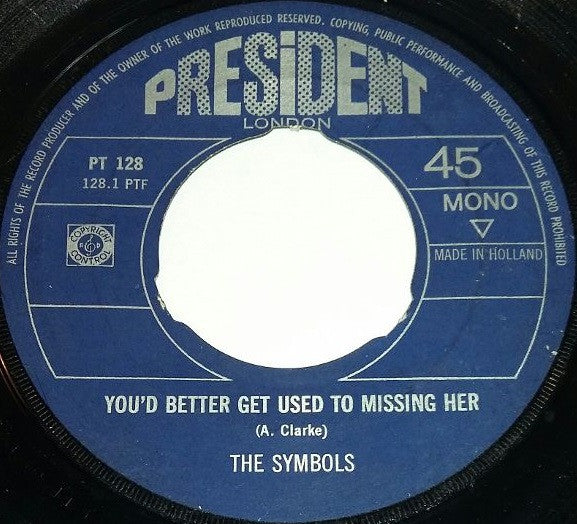 ALL RIGHTS OF THE RECORD PRODUCER AND OF THE OWNER OF THE WORK REPRODUCED RESERVED. COPYING, PUBLIC PERFORMANCE AND BROADCASTING OF THIS RECORD PROHIBITED
PRESiDENT
LONDON
PT 128
128.1 PTF
45
MONO
COPYRIGHT CONTROL
MADE IN HOLLAND
YOU'D BETTER GET USED TO MISSING HER
(A. Clarke)
THE SYMBOLS